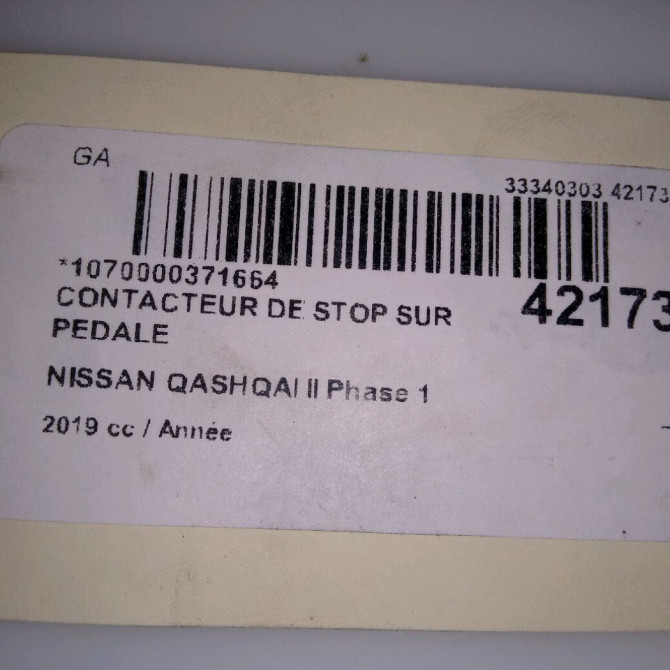 GA
33340303 42173
*1070000371664
42173
CONTACTEUR DE STOP SUR
PEDALE
NISSAN QASHQAI II Phase 1
2019 cc / Année